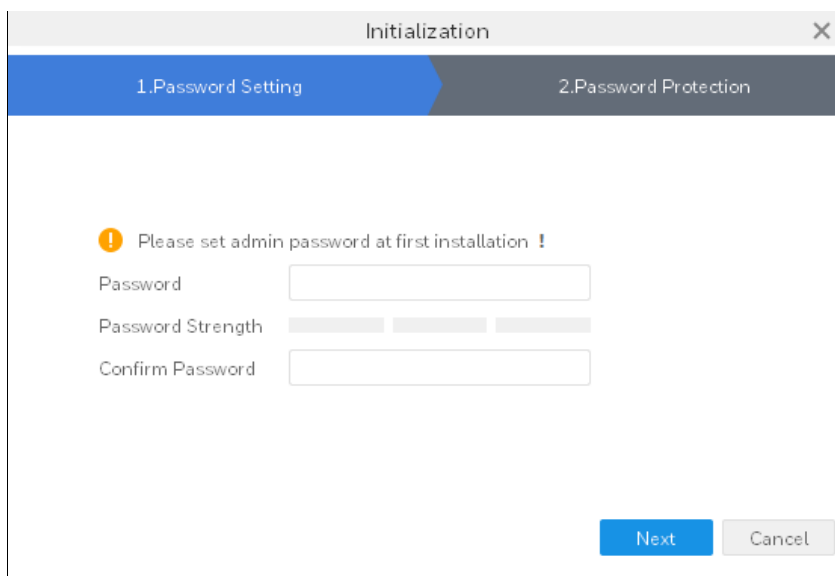 Initialization
1.Password Setting
2.Password Protection
Please set admin password at first installation !
Password
Password Strength
Confirm Password
Next
Cancel